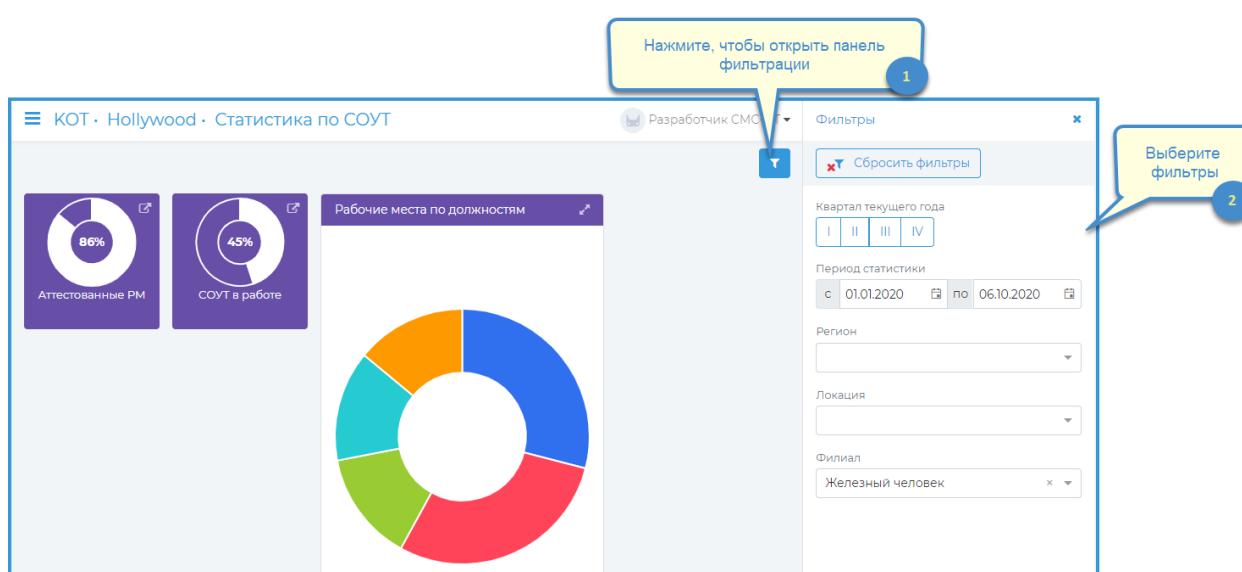 Нажмите, чтобы открыть панель
фильтрации
1
КОТ · Hollywood · Статистика по СОУТ
Разработчик
Фильтры
Сбросить фильтры
Выберите
фильтры
2
Квартал текущего года
I II III IV
Период статистики
с 01.01.2020 по 06.10.2020
Регион
Локация
Филиал
Железный человек
86%
Аттестованные РМ
45%
СОУТ в работе
Рабочие места по должностям